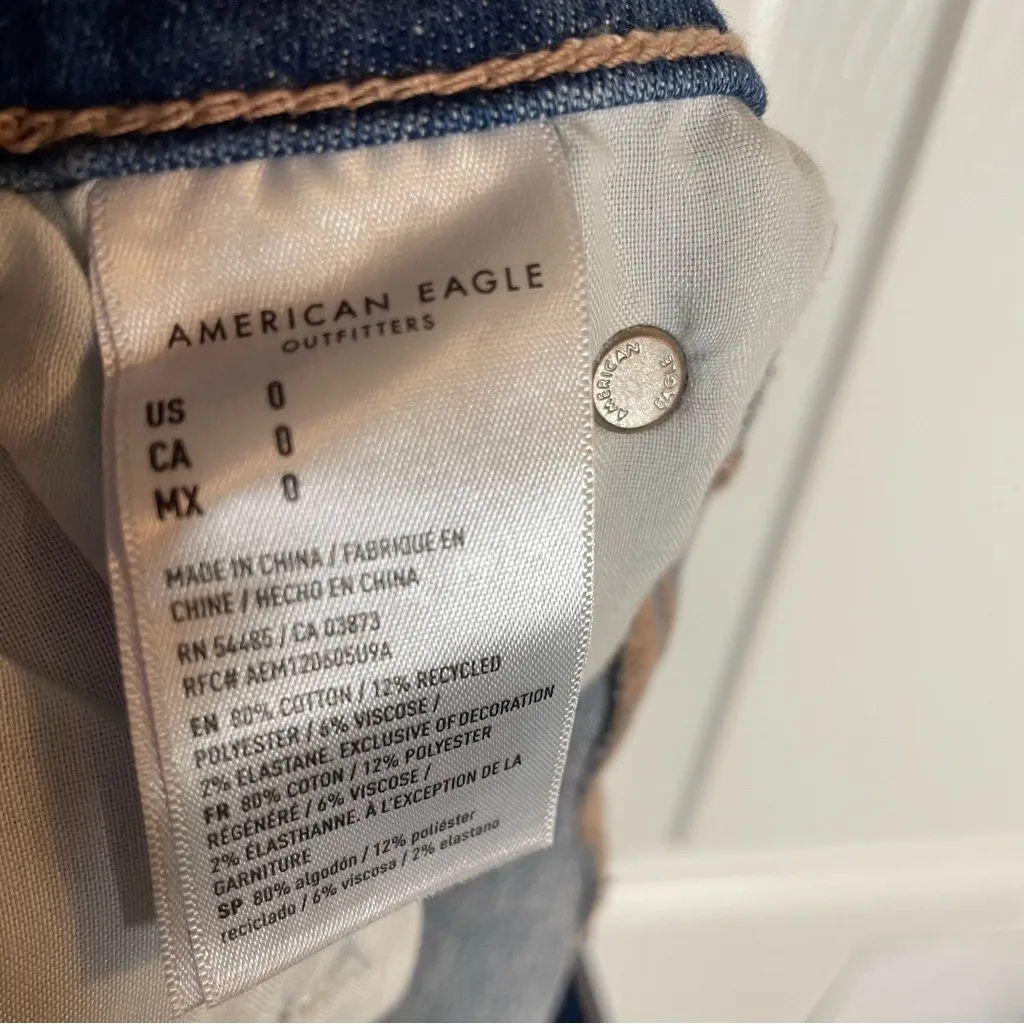 AMERICAN EAGLE
OUTFITTERS
US 0
CA 0
MX 0
MADE IN CHINA / FABRIQUÉ EN
CHINE / HECHO EN CHINA
RN 54485 / CA 03873
RFC# AEM120605U9A
EN 80% COTTON / 12% RECYCLED
POLYESTER / 6% VISCOSE /
2% ELASTANE. EXCLUSIVE OF DECORATION
FR 80% COTON / 12% POLYESTER
RÉGÉNÉRÉ / 6% VISCOSE /
2% ÉLASTHANNE. À L'EXCEPTION DE LA
GARNITURE
SP 80% algodón / 12% poliéster
reciclado / 6% viscosa / 2% elastano
AMERICAN EAGLE